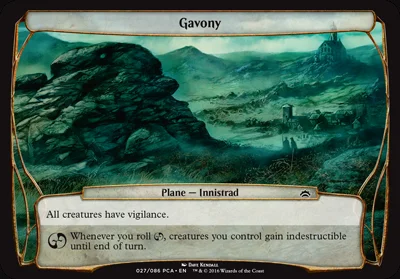 Gavony
Plane — Innistrad
All creatures have vigilance.
Whenever you roll , creatures you control gain indestructible
until end of turn.
Dave Kendall
027/086 PCA • EN ™ & © 2016 Wizards of the Coast